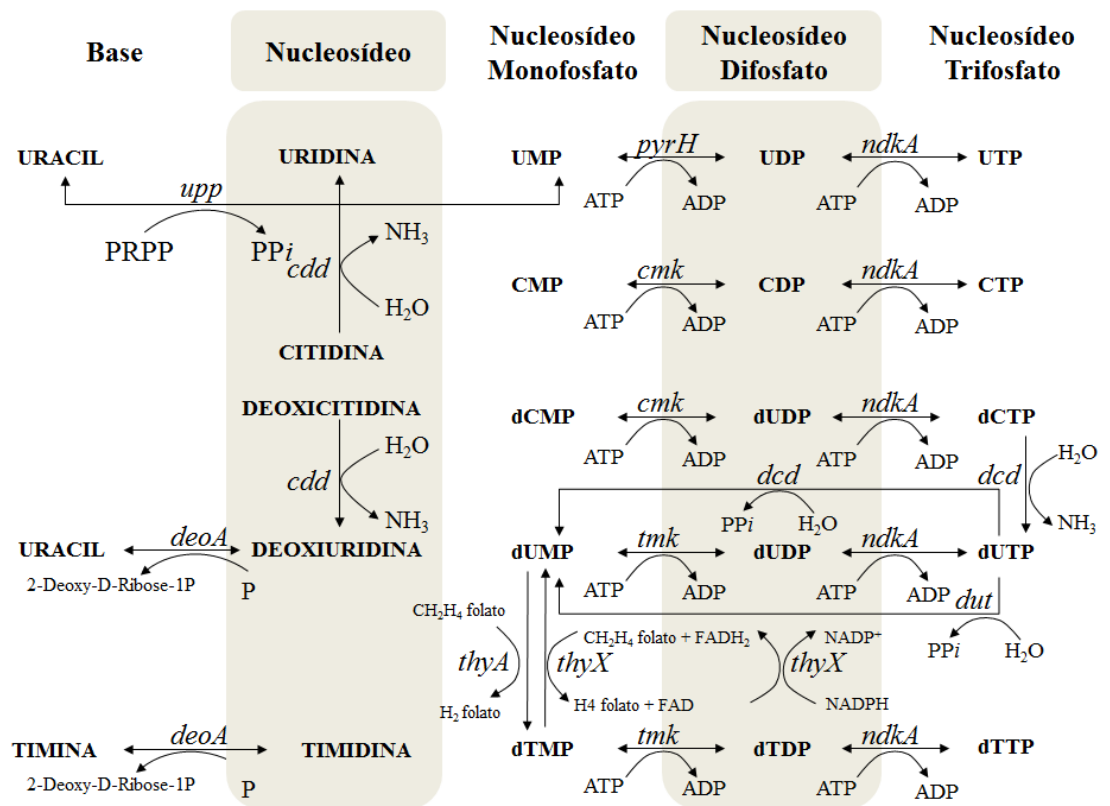 Base
Nucleosídeo
Nucleosídeo
Monofosfato
Nucleosídeo
Difosfato
Nucleosídeo
Trifosfato
URACIL
URIDINA
UMP
pyrH
UDP
ndkA
UTP
ATP
ADP
ATP
ADP
upp
PRPP
PPi
cdd
NH3
H2O
CMP
cmk
CDP
ndkA
CTP
ATP
ADP
ATP
ADP
CITIDINA
DEOXICITIDINA
dCMP
cmk
dUDP
ndkA
dCTP
ATP
ADP
ATP
ADP
H2O
cdd
NH3
dcd
PPi
H2O
dcd
H2O
NH3
URACIL
deoA
DEOXIURIDINA
dUMP
tmk
dUDP
ndkA
dUTP
2-Deoxy-D-Ribose-1P
P
ATP
ADP
ATP
ADP
dut
PPi
H2O
CH2H4 folato
thyA
H2 folato
CH2H4 folato + FADH2
thyX
H4 folato + FAD
NADP+
thyX
NADPH
TIMINA
deoA
TIMIDINA
dTMP
tmk
dTDP
ndkA
dTTP
2-Deoxy-D-Ribose-1P
P
ATP
ADP
ATP
ADP